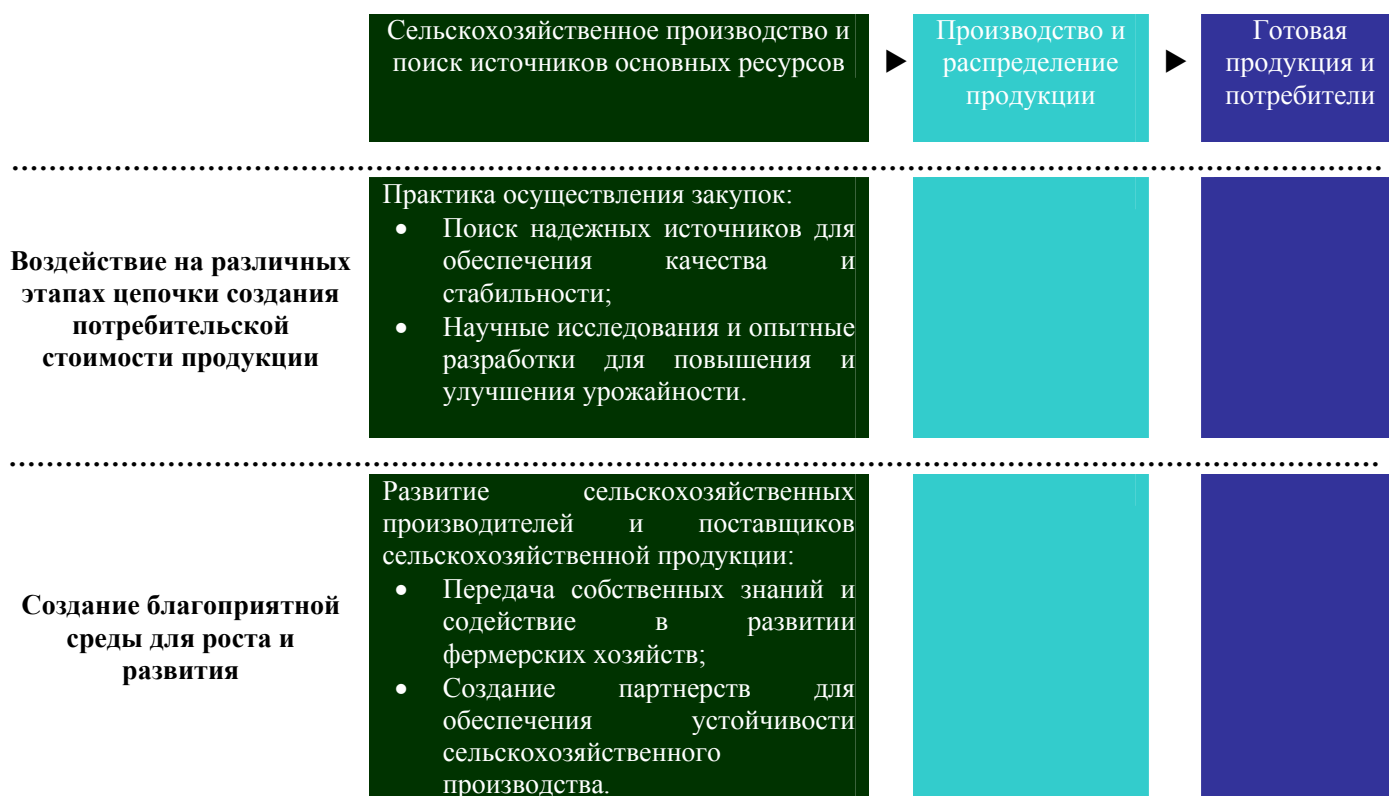 Сельскохозяйственное производство и
поиск источников основных ресурсов
►
Производство и
распределение
продукции
►
Готовая
продукция и
потребители
Воздействие на различных
этапах цепочки создания
потребительской
стоимости продукции
Практика осуществления закупок:
• Поиск надежных источников для
обеспечения качества и
стабильности;
• Научные исследования и опытные
разработки для повышения и
улучшения урожайности.
Создание благоприятной
среды для роста и
развития
Развитие сельскохозяйственных
производителей и поставщиков
сельскохозяйственной продукции:
• Передача собственных знаний и
содействие в развитии
фермерских хозяйств;
• Создание партнерств для
обеспечения устойчивости
сельскохозяйственного
производства.